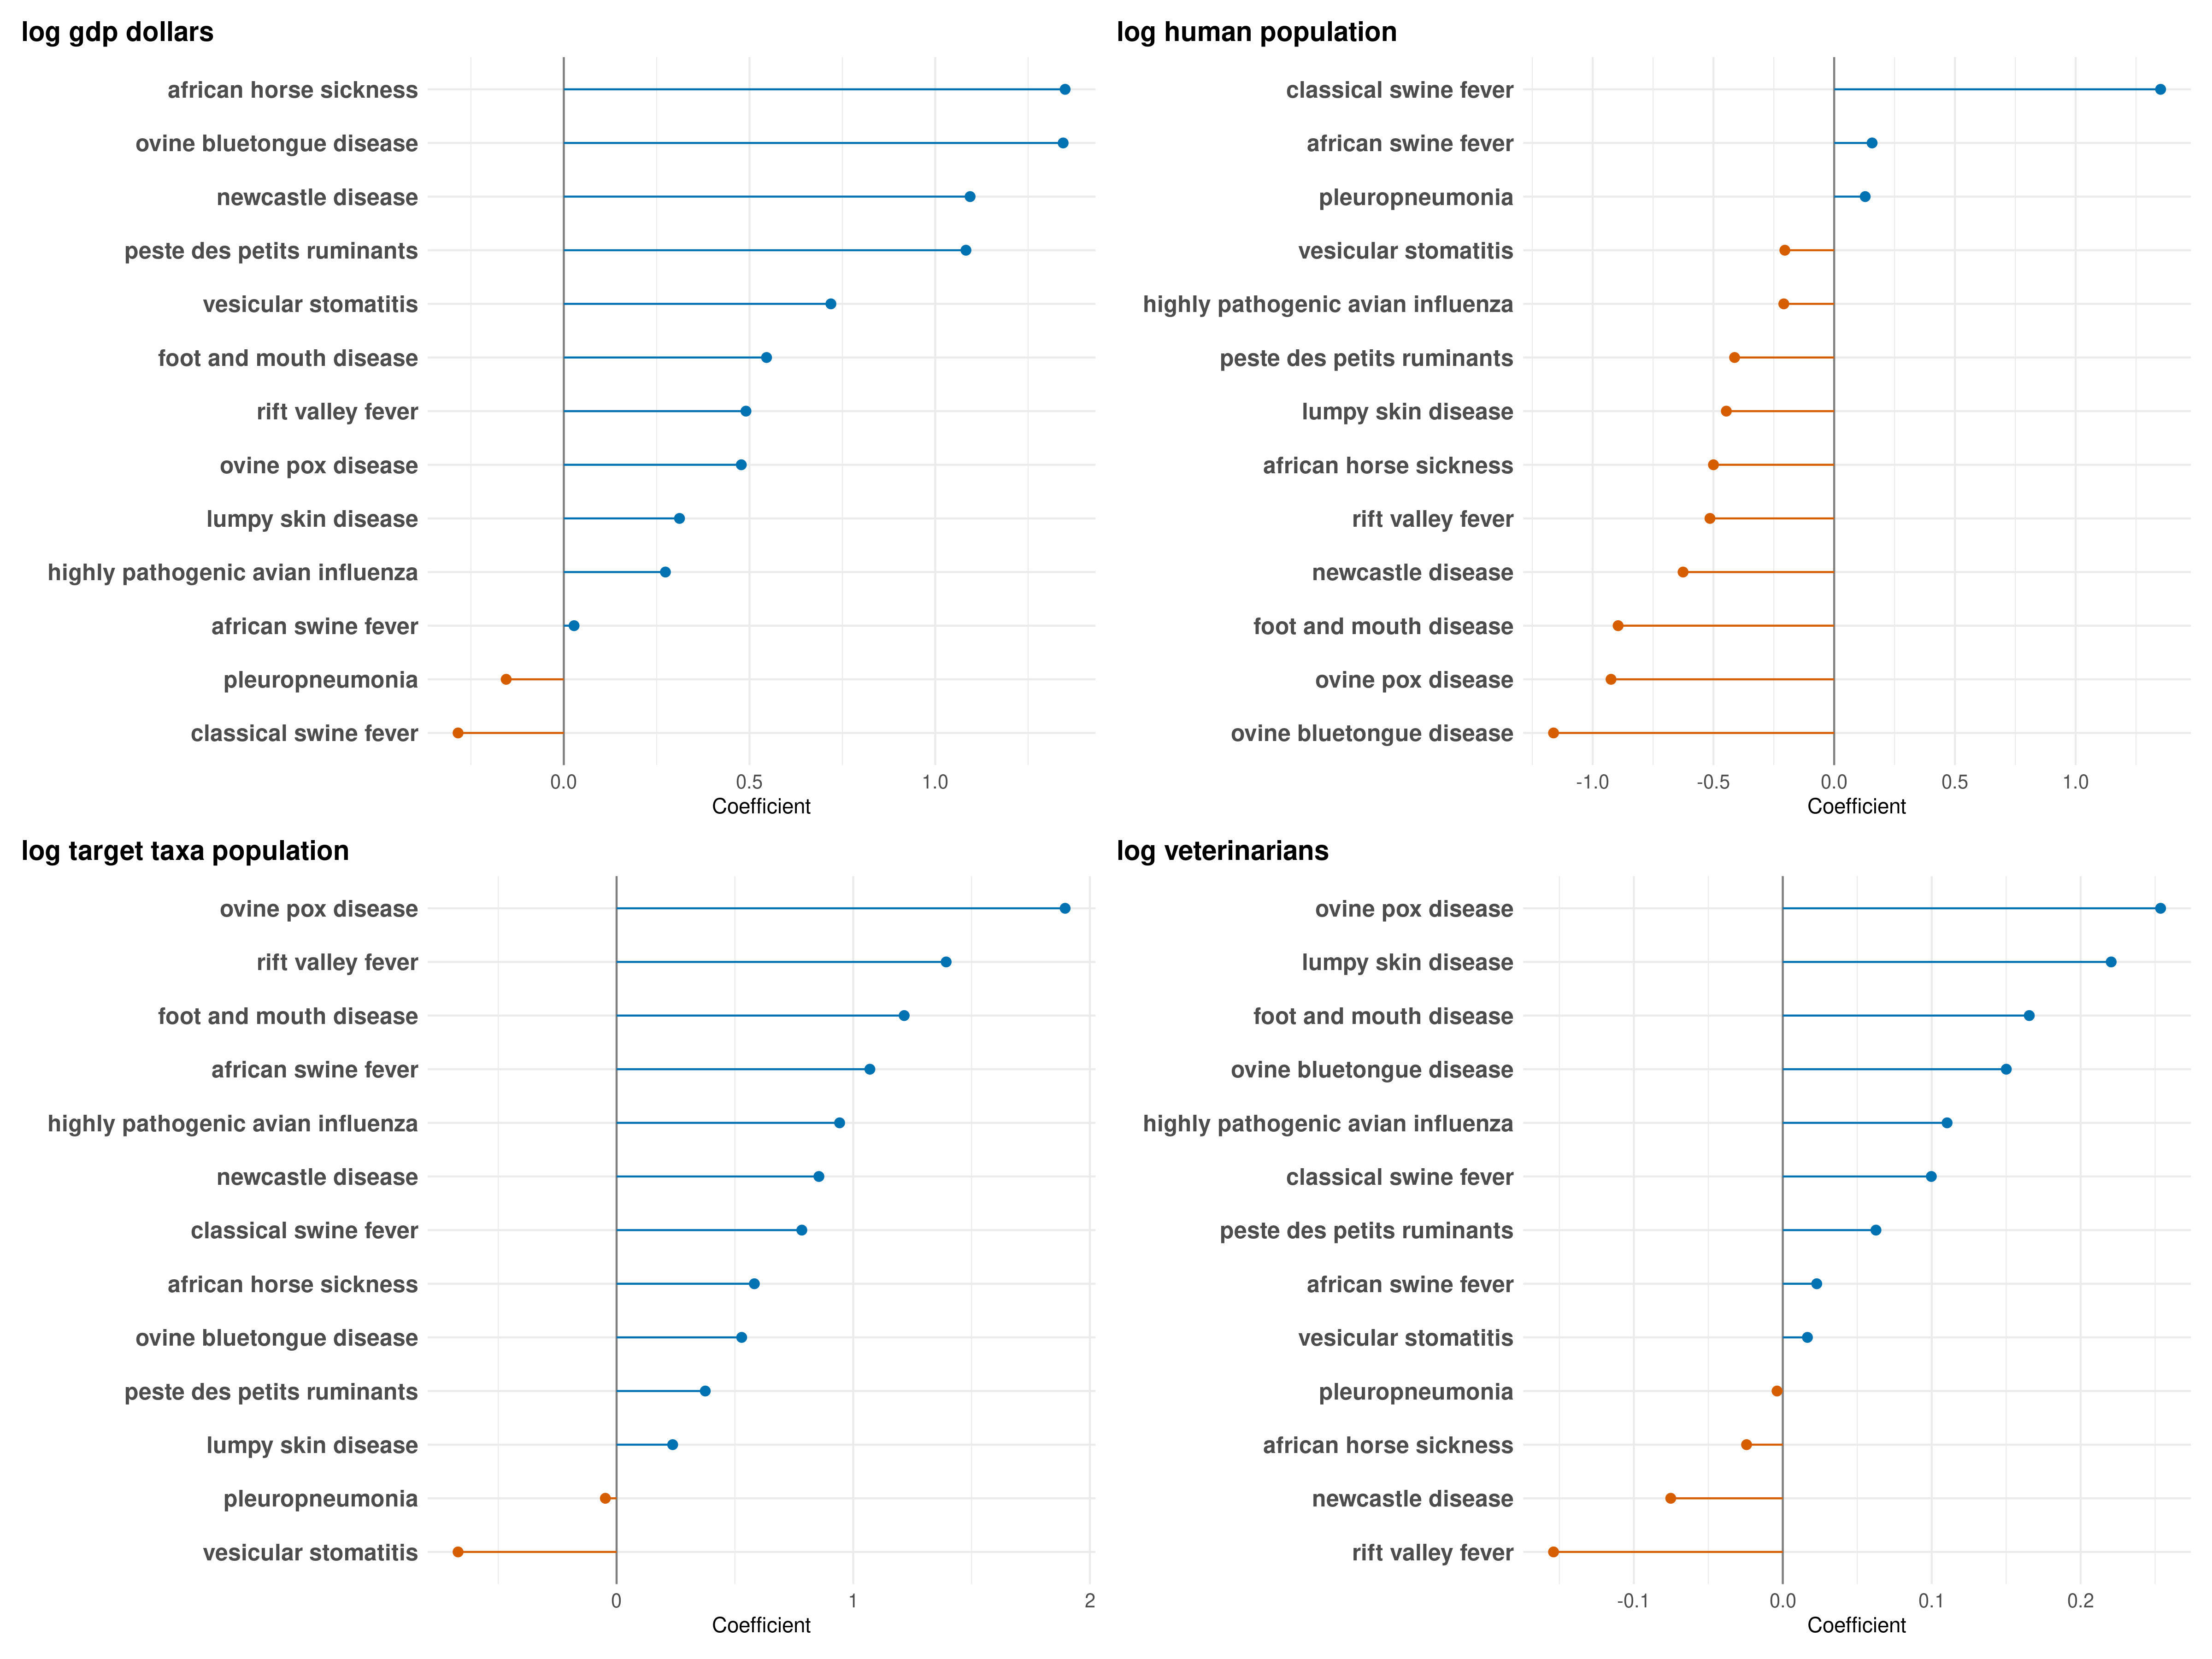 log gdp dollars
african horse sickness
ovine bluetongue disease
newcastle disease
peste des petits ruminants
vesicular stomatitis
foot and mouth disease
rift valley fever
ovine pox disease
lumpy skin disease
highly pathogenic avian influenza
african swine fever
pleuropneumonia
classical swine fever
0.0 0.5 1.0
Coefficient
log human population
classical swine fever
african swine fever
pleuropneumonia
vesicular stomatitis
highly pathogenic avian influenza
peste des petits ruminants
lumpy skin disease
african horse sickness
rift valley fever
newcastle disease
foot and mouth disease
ovine pox disease
ovine bluetongue disease
-1.0 -0.5 0.0 0.5 1.0
Coefficient
log target taxa population
ovine pox disease
rift valley fever
foot and mouth disease
african swine fever
highly pathogenic avian influenza
newcastle disease
classical swine fever
african horse sickness
ovine bluetongue disease
peste des petits ruminants
lumpy skin disease
pleuropneumonia
vesicular stomatitis
0 1 2
Coefficient
log veterinarians
ovine pox disease
lumpy skin disease
foot and mouth disease
ovine bluetongue disease
highly pathogenic avian influenza
classical swine fever
peste des petits ruminants
african swine fever
vesicular stomatitis
pleuropneumonia
african horse sickness
newcastle disease
rift valley fever
-0.1 0.0 0.1 0.2
Coefficient